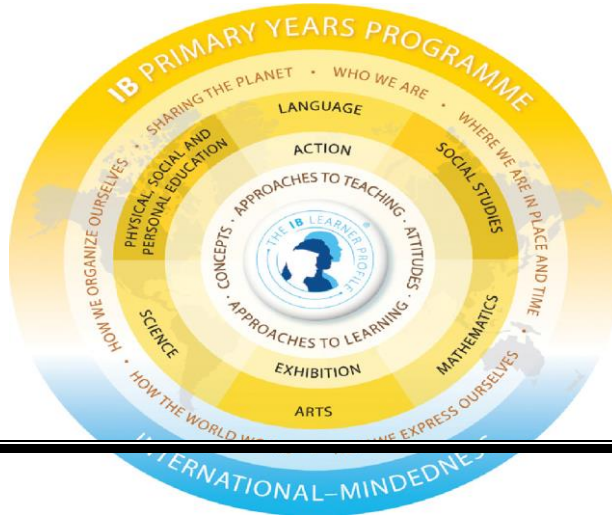 IB PRIMARY YEARS PROGRAMME
SHARING THE PLANET • WHO WE ARE • WHERE WE ARE IN PLACE AND TIME •
HOW WE ORGANIZE OURSELVES •
HOW THE WORLD
WE EXPRESS OURSELVES
LANGUAGE
SOCIAL STUDIES
MATHEMATICS
ARTS
SCIENCE
PHYSICAL, SOCIAL AND
PERSONAL EDUCATION
ACTION
EXHIBITION
APPROACHES TO TEACHING • ATTITUDES •
APPROACHES TO LEARNING •
CONCEPTS •
THE IB LEARNER PROFILE
®
INTERNATIONAL–MINDEDNESS